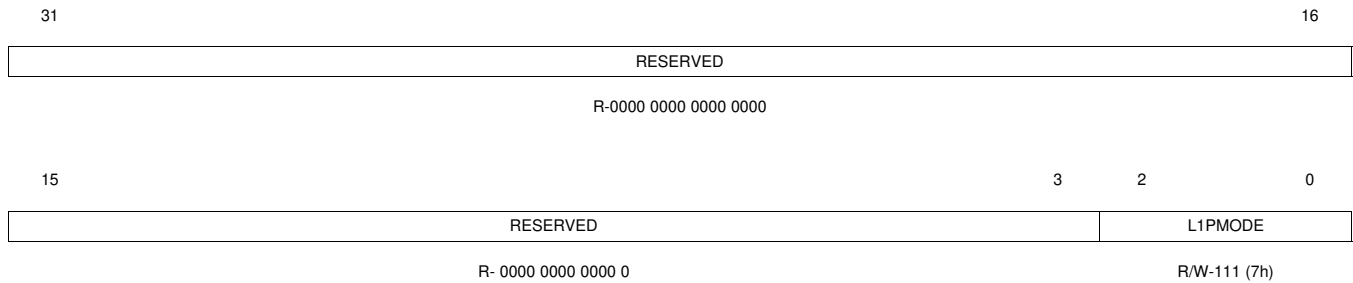 31 16
RESERVED
R-0000 0000 0000 0000
15 3 2 0
RESERVED L1PMODE
R- 0000 0000 0000 0 R/W-111 (7h)